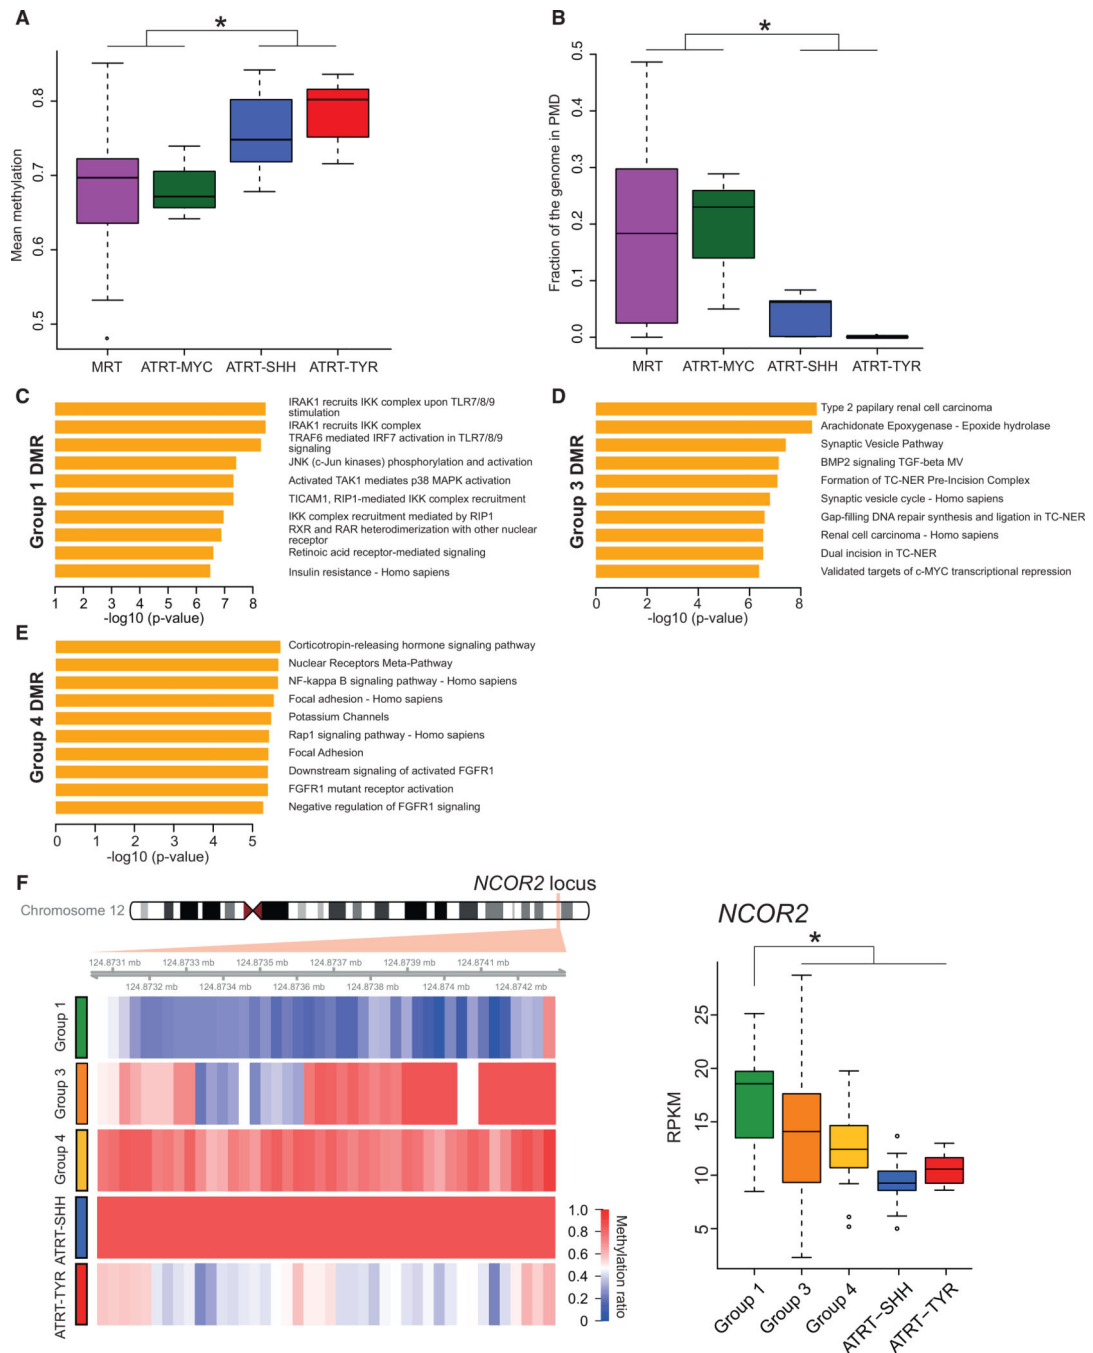 A
*
Mean methylation
0.8
0.7
0.6
0.5
MRT
ATRT-MYC
ATRT-SHH
ATRT-TYR
B
*
Fraction of the genome in PMD
0.5
0.4
0.3
0.2
0.1
0.0
MRT
ATRT-MYC
ATRT-SHH
ATRT-TYR
C
Group 1 DMR
IRAK1 recruits IKK complex upon TLR7/8/9
stimulation
IRAK1 recruits IKK complex
TRAF6 mediated IRF7 activation in TLR7/8/9
signaling
JNK (c-Jun kinases) phosphorylation and activation
Activated TAK1 mediates p38 MAPK activation
TICAM1, RIP1-mediated IKK complex recruitment
IKK complex recruitment mediated by RIP1
RXR and RAR heterodimerization with other nuclear
receptor
Retinoic acid receptor-mediated signaling
Insulin resistance - Homo sapiens
1 2 3 4 5 6 7 8
-log10 (p-value)
D
Group 3 DMR
Type 2 papilary renal cell carcinoma
Arachidonate Epoxygenase - Epoxide hydrolase
Synaptic Vesicle Pathway
BMP2 signaling TGF-beta MV
Formation of TC-NER Pre-Incision Complex
Synaptic vesicle cycle - Homo sapiens
Gap-filling DNA repair synthesis and ligation in TC-NER
Renal cell carcinoma - Homo sapiens
Dual incision in TC-NER
Validated targets of c-MYC transcriptional repression
0 2 4 6 8
-log10 (p-value)
E
Group 4 DMR
Corticotropin-releasing hormone signaling pathway
Nuclear Receptors Meta-Pathway
NF-kappa B signaling pathway - Homo sapiens
Focal adhesion - Homo sapiens
Potassium Channels
Rap1 signaling pathway - Homo sapiens
Focal Adhesion
Downstream signaling of activated FGFR1
FGFR1 mutant receptor activation
Negative regulation of FGFR1 signaling
0 1 2 3 4 5
-log10 (p-value)
F
NCOR2 locus
Chromosome 12
124.8731 mb 124.8733 mb 124.8735 mb 124.8737 mb 124.8739 mb 124.8741 mb
124.8732 mb 124.8734 mb 124.8736 mb 124.8738 mb 124.874 mb 124.8742 mb
Group 1
Group 3
Group 4
ATRT-SHH
ATRT-TYR
1.0
0.8
0.6
0.4
0.2
0
Methylation ratio
NCOR2
*
RPKM
25
20
15
10
5
Group 1
Group 3
Group 4
ATRT-SHH
ATRT-TYR